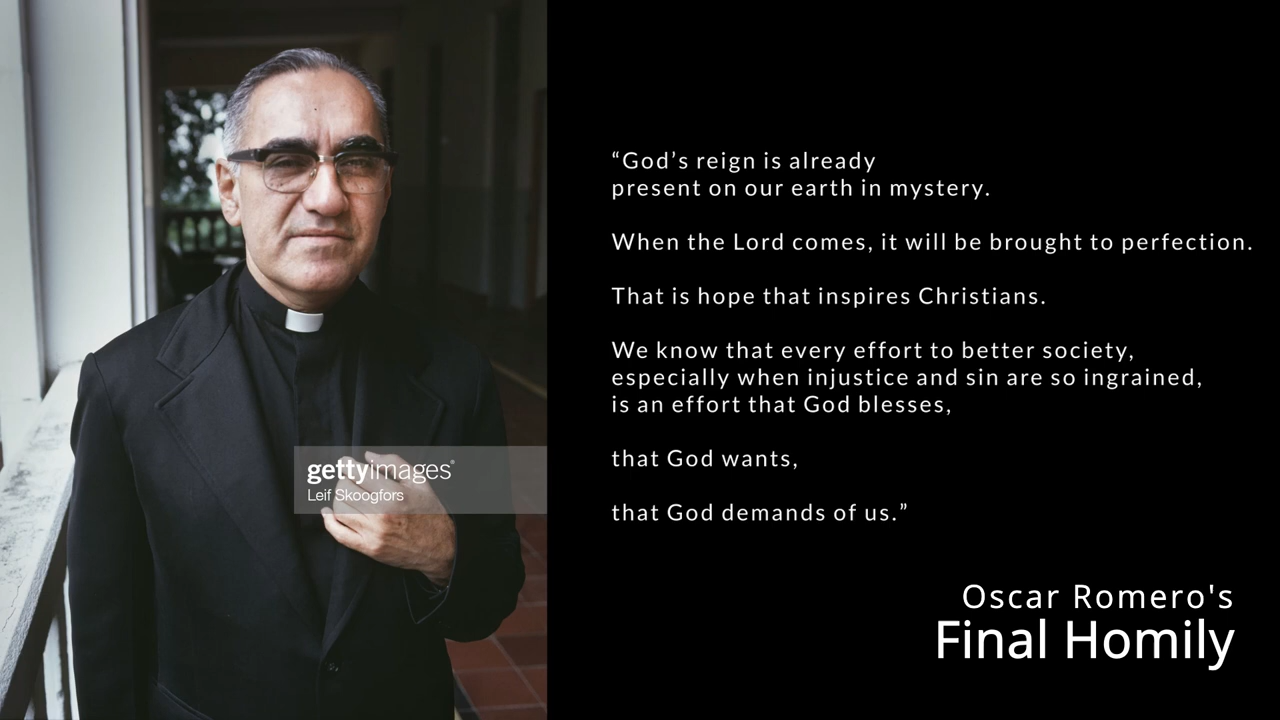 gettyimages®
Leif Skoogfors
“God’s reign is already
present on our earth in mystery.
When the Lord comes, it will be brought to perfection.
That is hope that inspires Christians.
We know that every effort to better society,
especially when injustice and sin are so ingrained,
is an effort that God blesses,
that God wants,
that God demands of us.”
Oscar Romero's
Final Homily